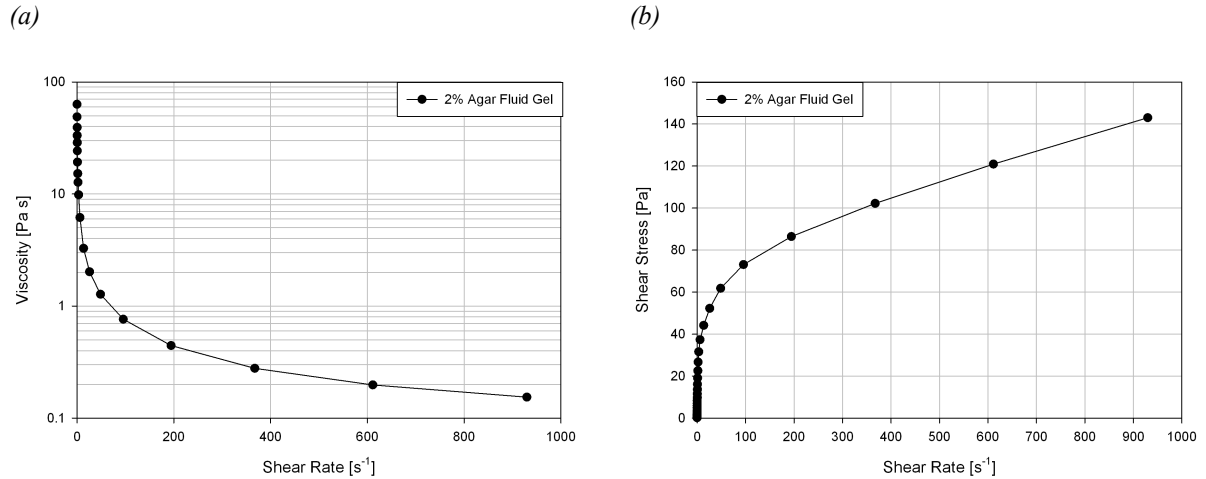 (a)
(b)
100
10
1
0.1
Viscosity [Pa s]
2% Agar Fluid Gel
0 200 400 600 800 1000
Shear Rate [s-1]
160
140
120
100
80
60
40
20
0
Shear Stress [Pa]
2% Agar Fluid Gel
0 100 200 300 400 500 600 700 800 900 1000
Shear Rate [s-1]